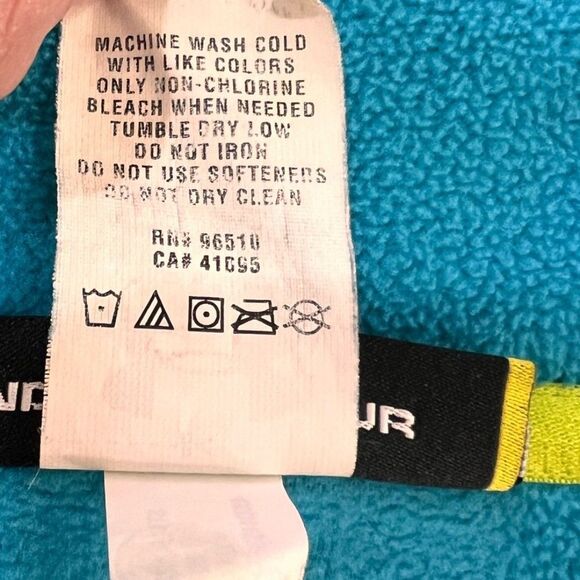 MACHINE WASH COLD
WITH LIKE COLORS
ONLY NON-CHLORINE
BLEACH WHEN NEEDED
TUMBLE DRY LOW
DO NOT IRON
DO NOT USE SOFTENERS
DO NOT DRY CLEAN
RN# 96510
CA# 41095
ND
UR